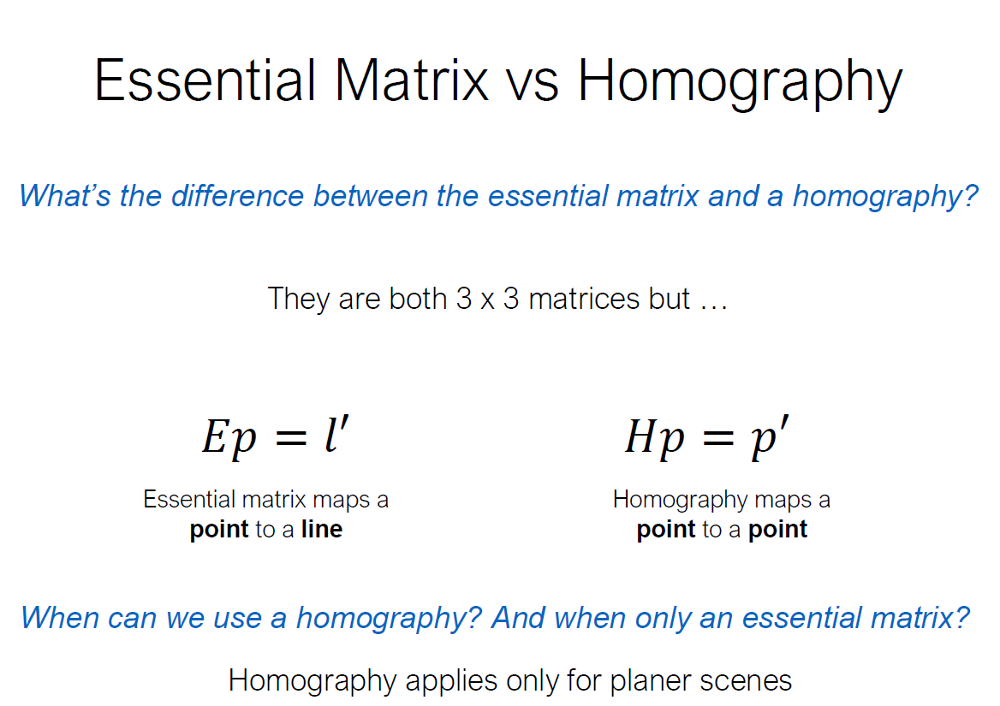 Essential Matrix vs Homography
What’s the difference between the essential matrix and a homography?
They are both 3 x 3 matrices but …
Ep = l′
Hp = p′
Essential matrix maps a
point to a line
Homography maps a
point to a point
When can we use a homography? And when only an essential matrix?
Homography applies only for planer scenes